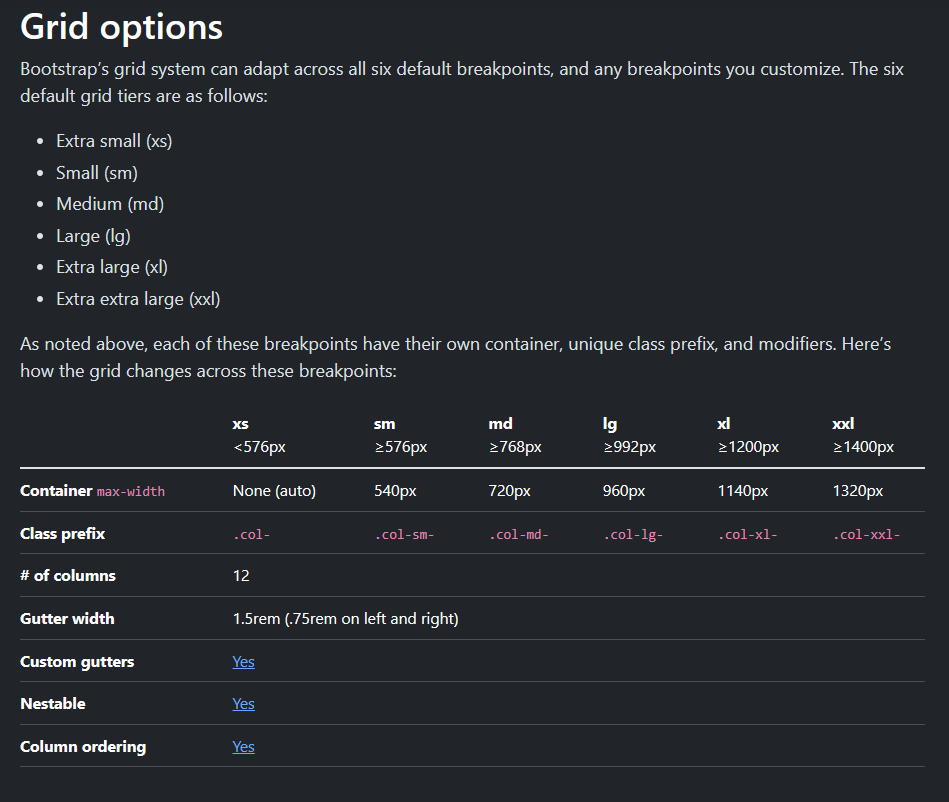 Grid options
Bootstrap’s grid system can adapt across all six default breakpoints, and any breakpoints you customize. The six
default grid tiers are as follows:
Extra small (xs)
Small (sm)
Medium (md)
Large (lg)
Extra large (xl)
Extra extra large (xxl)
As noted above, each of these breakpoints have their own container, unique class prefix, and modifiers. Here’s
how the grid changes across these breakpoints:
xs sm md lg xl xxl
<576px ≥576px ≥768px ≥992px ≥1200px ≥1400px
Container max-width None (auto) 540px 720px 960px 1140px 1320px
Class prefix .col- .col-sm- .col-md- .col-lg- .col-xl- .col-xxl-
# of columns 12
Gutter width 1.5rem (.75rem on left and right)
Custom gutters Yes
Nestable Yes
Column ordering Yes